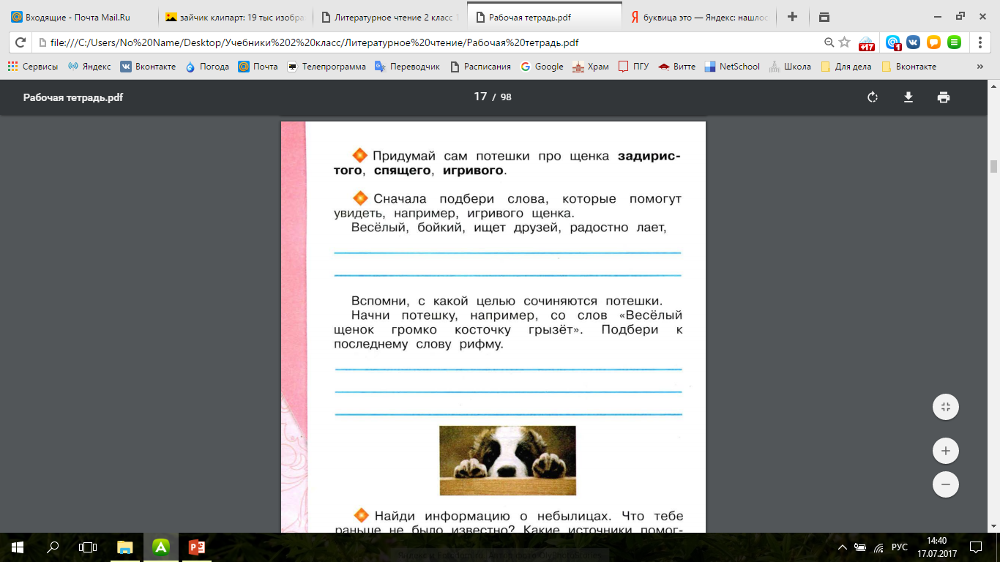 Входящие - Почта Mail.Ru
зайчик клипарт: 19 тыс изобра
Литературное чтение 2 класс 1
Рабочая тетрадь.pdf
буквица это — Яндекс: нашлос
file:///C:/Users/No%20Name/Desktop/Учебники%202%20класс/Литературное%20чтение/Рабочая%20тетрадь.pdf
+17
1
Сервисы Яндекс Вконтакте Погода Почта Телепрограмма Переводчик Расписания Google Храм ПГУ Витте NetSchool Школа Для дела Вконтакте »
Рабочая тетрадь.pdf
17 / 98
Придумай сам потешки про щенка задирис-
того, спящего, игривого.
Сначала подбери слова, которые помогут
увидеть, например, игривого щенка.
Весёлый, бойкий, ищет друзей, радостно лает,
Вспомни, с какой целью сочиняются потешки.
Начни потешку, например, со слов «Весёлый
щенок громко косточку грызёт». Подбери к
последнему слову рифму.
Найди информацию о небылицах. Что тебе
раньше не было известно? Какие источники помог-
РУС
14:40
17.07.2017